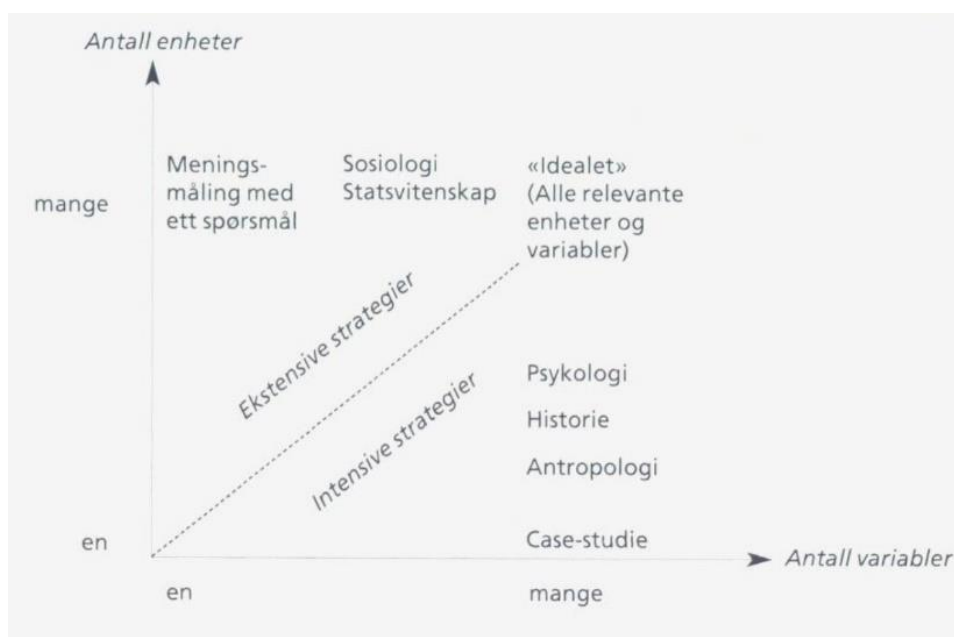 Antall enheter
Menings-
måling med
ett spørsmål
Sosiologi
Statsvitenskap
«Idealet»
(Alle relevante
enheter og
variabler)
mange
Ekstensive strategier
Intensive strategier
Psykologi
Historie
Antropologi
Case-studie
en
Antall variabler
en
mange